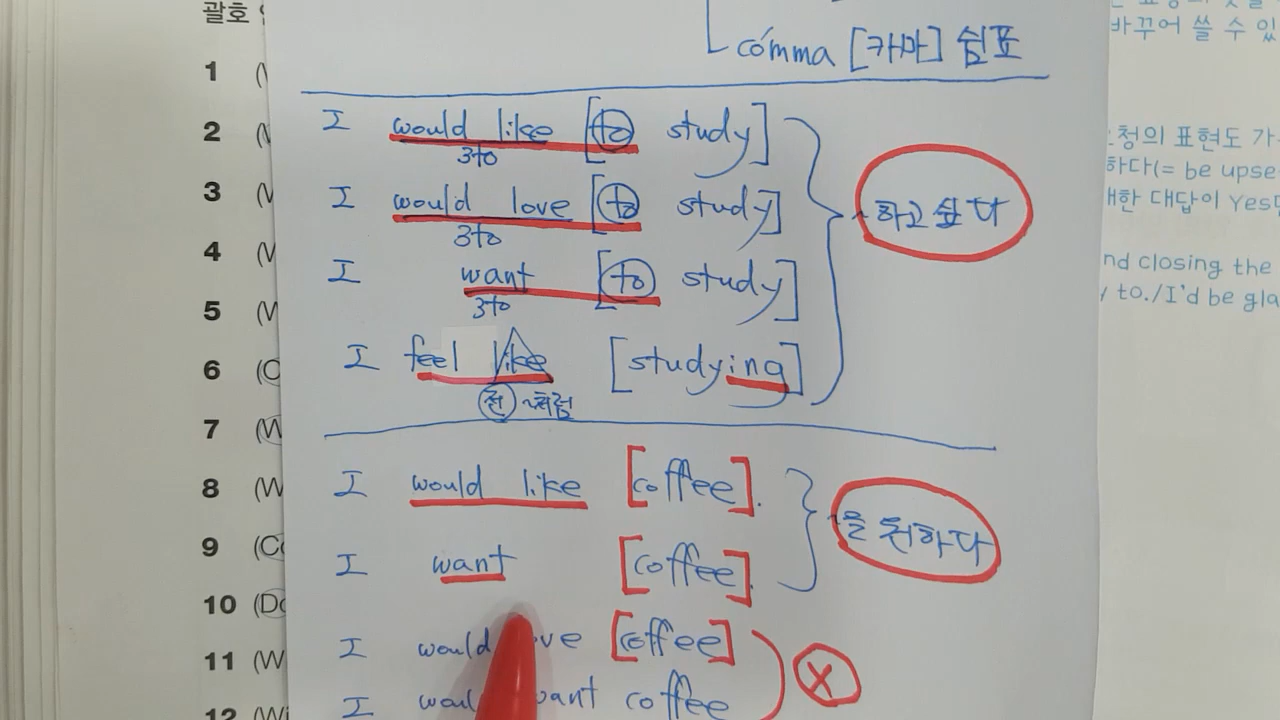 괄호
cómma [카마] 쉼표
바꾸어 쓸 수 있
1 (
I would like [to study]
2 (
3to
청의 표현도 가
하다(= be upse
3 (
I would love [to study]
~하고 싶다
해한 대답이 Yes
3to
4 (
I want [to study]
nd closing the
y to./I'd be gla
5 (
3to
6 (
I feel like [studying]
전 ~처럼
7 (
8 (W
I would like [coffee].
~을 원하다
9 (Co
I want [coffee].
10 (Do
I would love [coffee]
X
11 (W
I would want coffee
12 (Wi